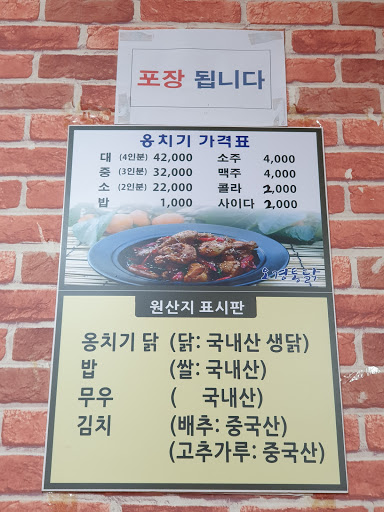 포장 됩니다
옹치기 가격표
대 (4인분) 42,000 소주 4,000
중 (3인분) 32,000 맥주 4,000
소 (2인분) 22,000 콜라 2,000
밥 1,000 사이다 2,000
원산지 표시판
옹치기 닭 (닭: 국내산 생닭)
밥 (쌀: 국내산)
무우 ( 국내산)
김치 (배추: 중국산)
(고추가루: 중국산)